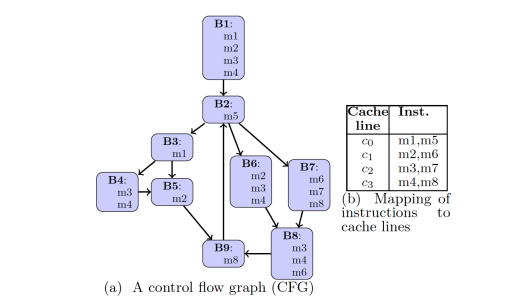 B1:
m1
m2
m3
m4
B2:
m5
B3:
m1
B4:
m3
m4
B5:
m2
B6:
m2
m3
m4
B7:
m6
m7
m8
B8:
m3
m4
m6
B9:
m8
(a) A control flow graph (CFG)
Cache Inst.
line
c0 m1,m5
c1 m2,m6
c2 m3,m7
c3 m4,m8
(b) Mapping of
instructions to
cache lines